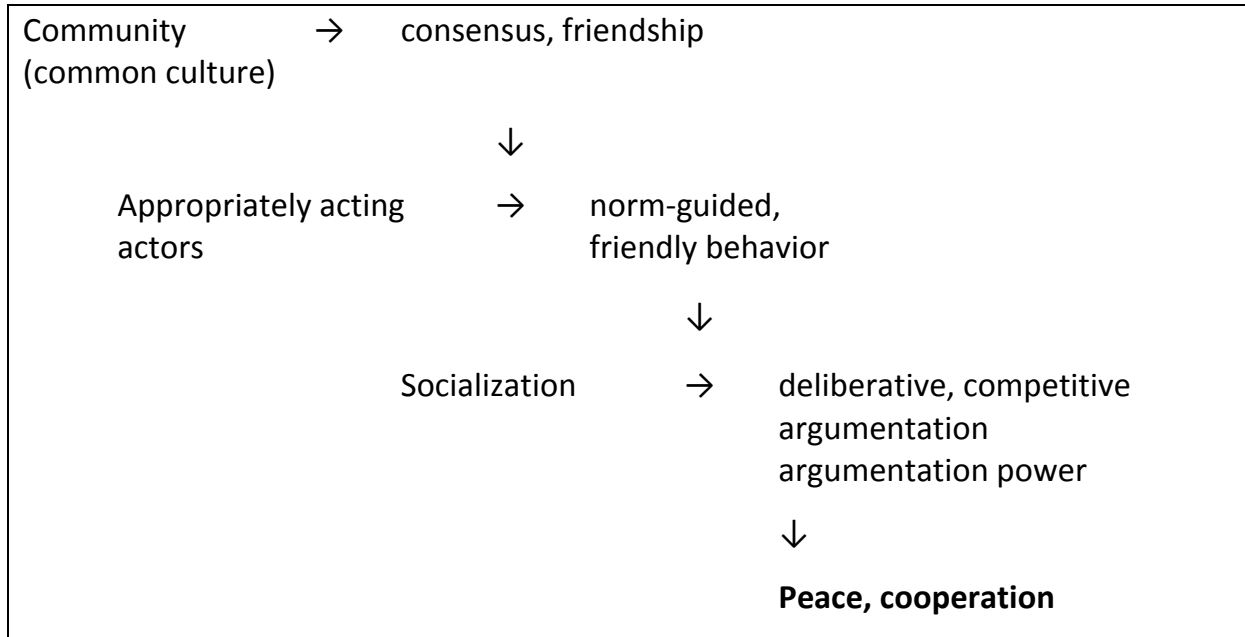 Community → consensus, friendship
(common culture)
↓
Appropriately acting → norm-guided,
actors friendly behavior
↓
Socialization → deliberative, competitive
argumentation
argumentation power
↓
Peace, cooperation